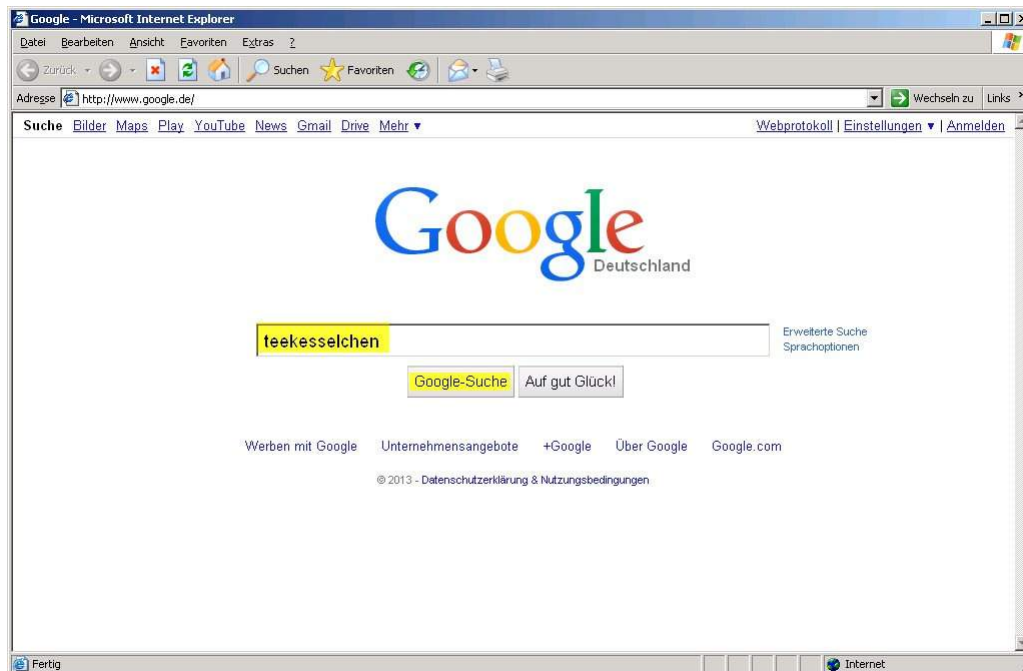 Google - Microsoft Internet Explorer
Datei Bearbeiten Ansicht Favoriten Extras ?
Zurück Suchen Favoriten
Adresse http://www.google.de/ Wechseln zu Links
Suche Bilder Maps Play YouTube News Gmail Drive Mehr ▼ Webprotokoll | Einstellungen ▼ | Anmelden
Google
Deutschland
teekesselchen
Erweiterte Suche
Sprachoptionen
Google-Suche Auf gut Glück!
Werben mit Google Unternehmensangebote +Google Über Google Google.com
© 2013 - Datenschutzerklärung & Nutzungsbedingungen
Fertig Internet